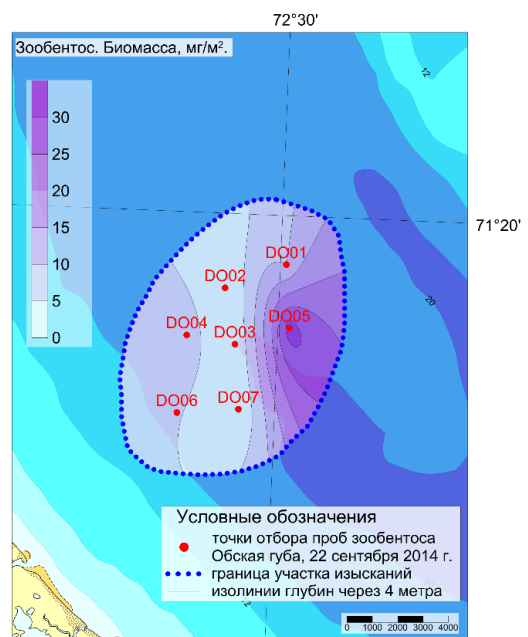 72°30'
Зообентос. Биомасса, мг/м².
12
30
25
20
15
10
5
0
71°20'
20
DO01
DO02
DO05
DO04
DO03
DO06
DO07
Условные обозначения
точки отбора проб зообентоса
Обская губа, 22 сентября 2014 г.
граница участка изысканий
изолинии глубин через 4 метра
12
0 1000 2000 3000 4000